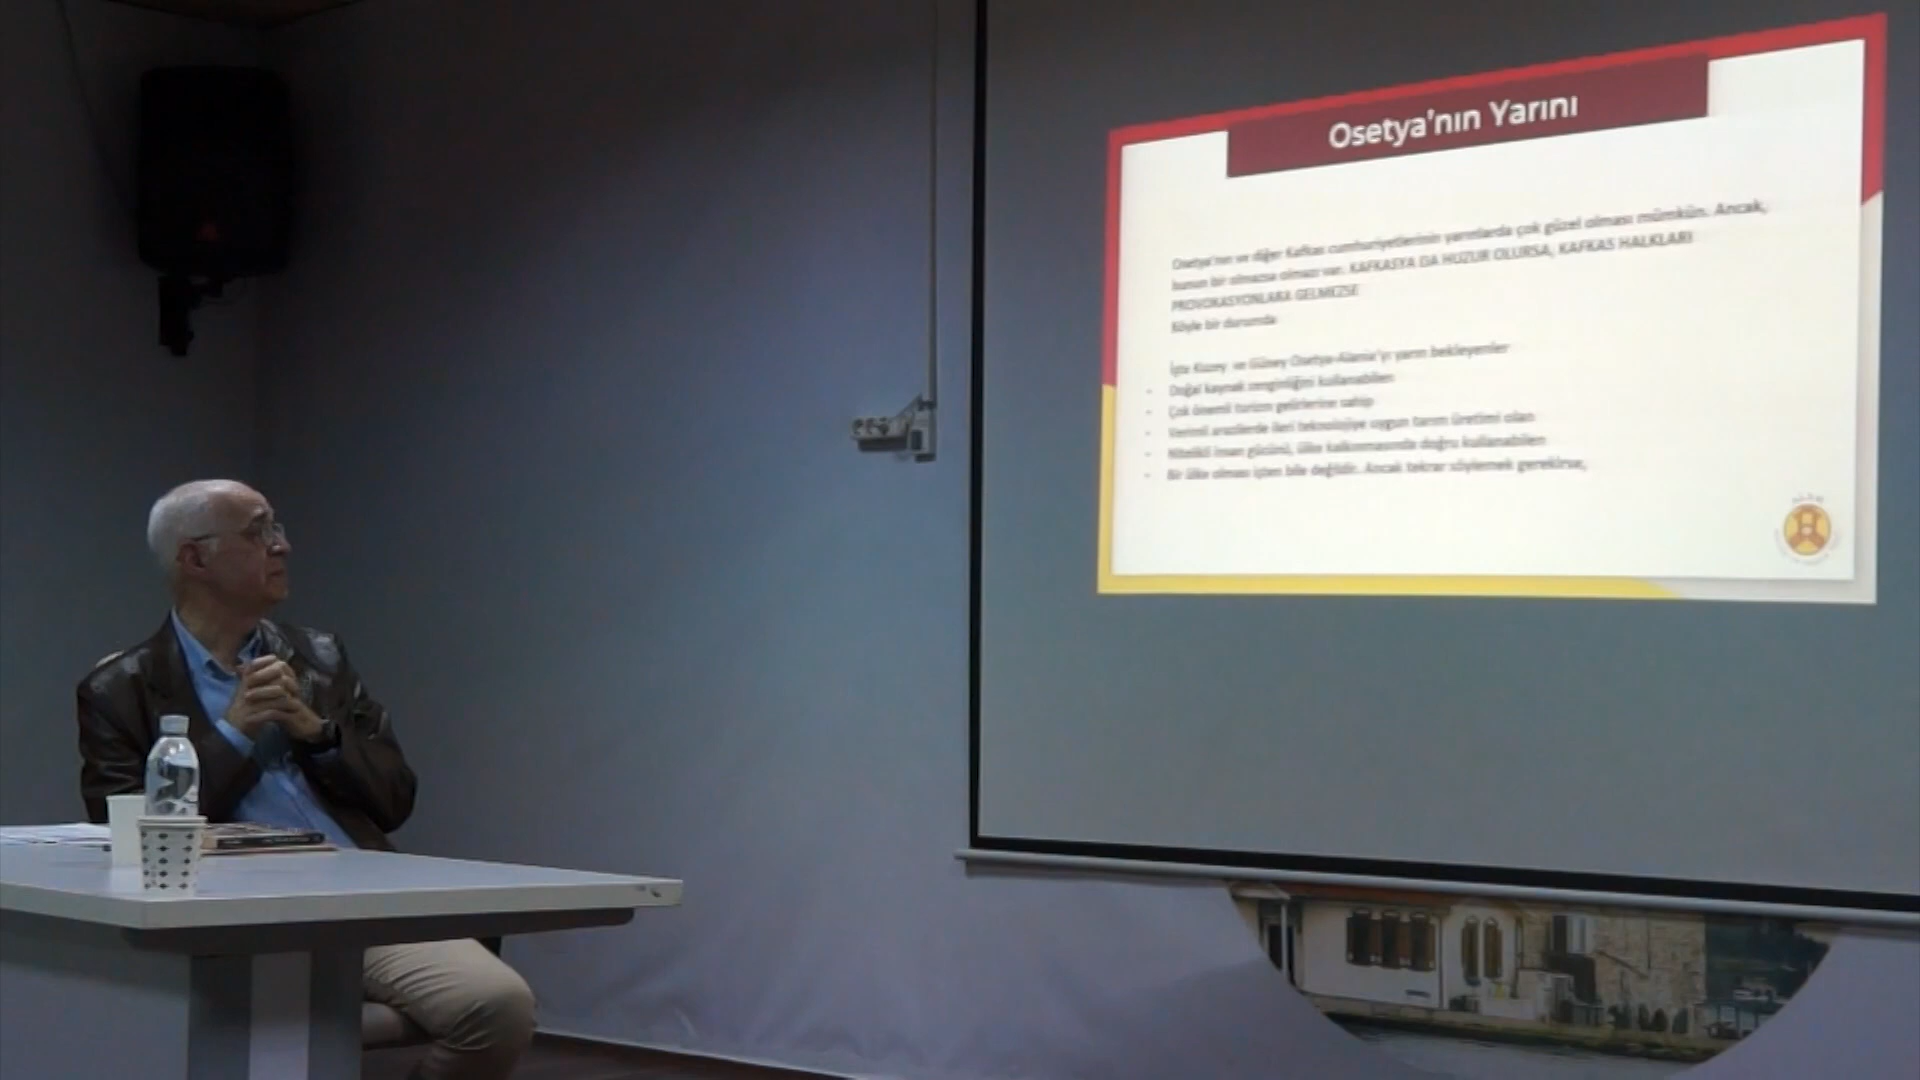 Osetya'nın Yarını
Osetya'nın ve diğer Kafkas cumhuriyetlerinin yarınlarda çok güzel olması mümkün. Ancak,
bunun bir olmazsa olmazı var. KAFKASYA DA HUZUR OLURSA, KAFKAS HALKLARI
PROVOKASYONLARA GELMEZSE
Böyle bir durumda
İşte Kuzey ve Güney Osetya-Alanya'yı yarın bekleyenler
- Doğal kaynak zenginliğini kullanabilen
- Çok önemli turizm gelirlerine sahip
- Verimli arazilerde ileri teknolojiye uygun tarım üretimi olan
- Nitelikli insan gücünü, ülke kalkınmasında doğru kullanabilen
- Bir ülke olması işten bile değildir. Ancak tekrar söylemek gerekirse,